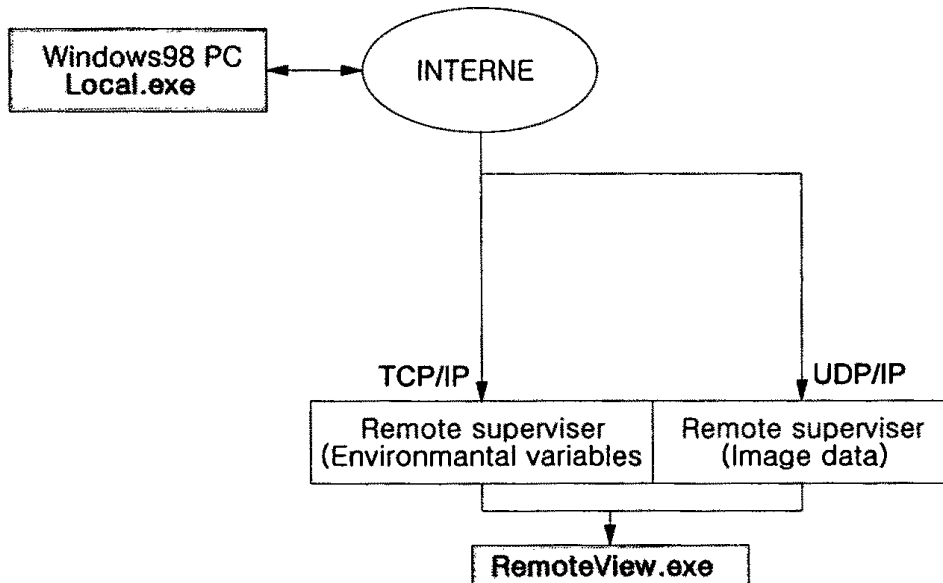 Windows98 PC
Local.exe
INTERNE
TCP/IP
UDP/IP
Remote superviser
(Environmantal variables
Remote superviser
(Image data)
RemoteView.exe